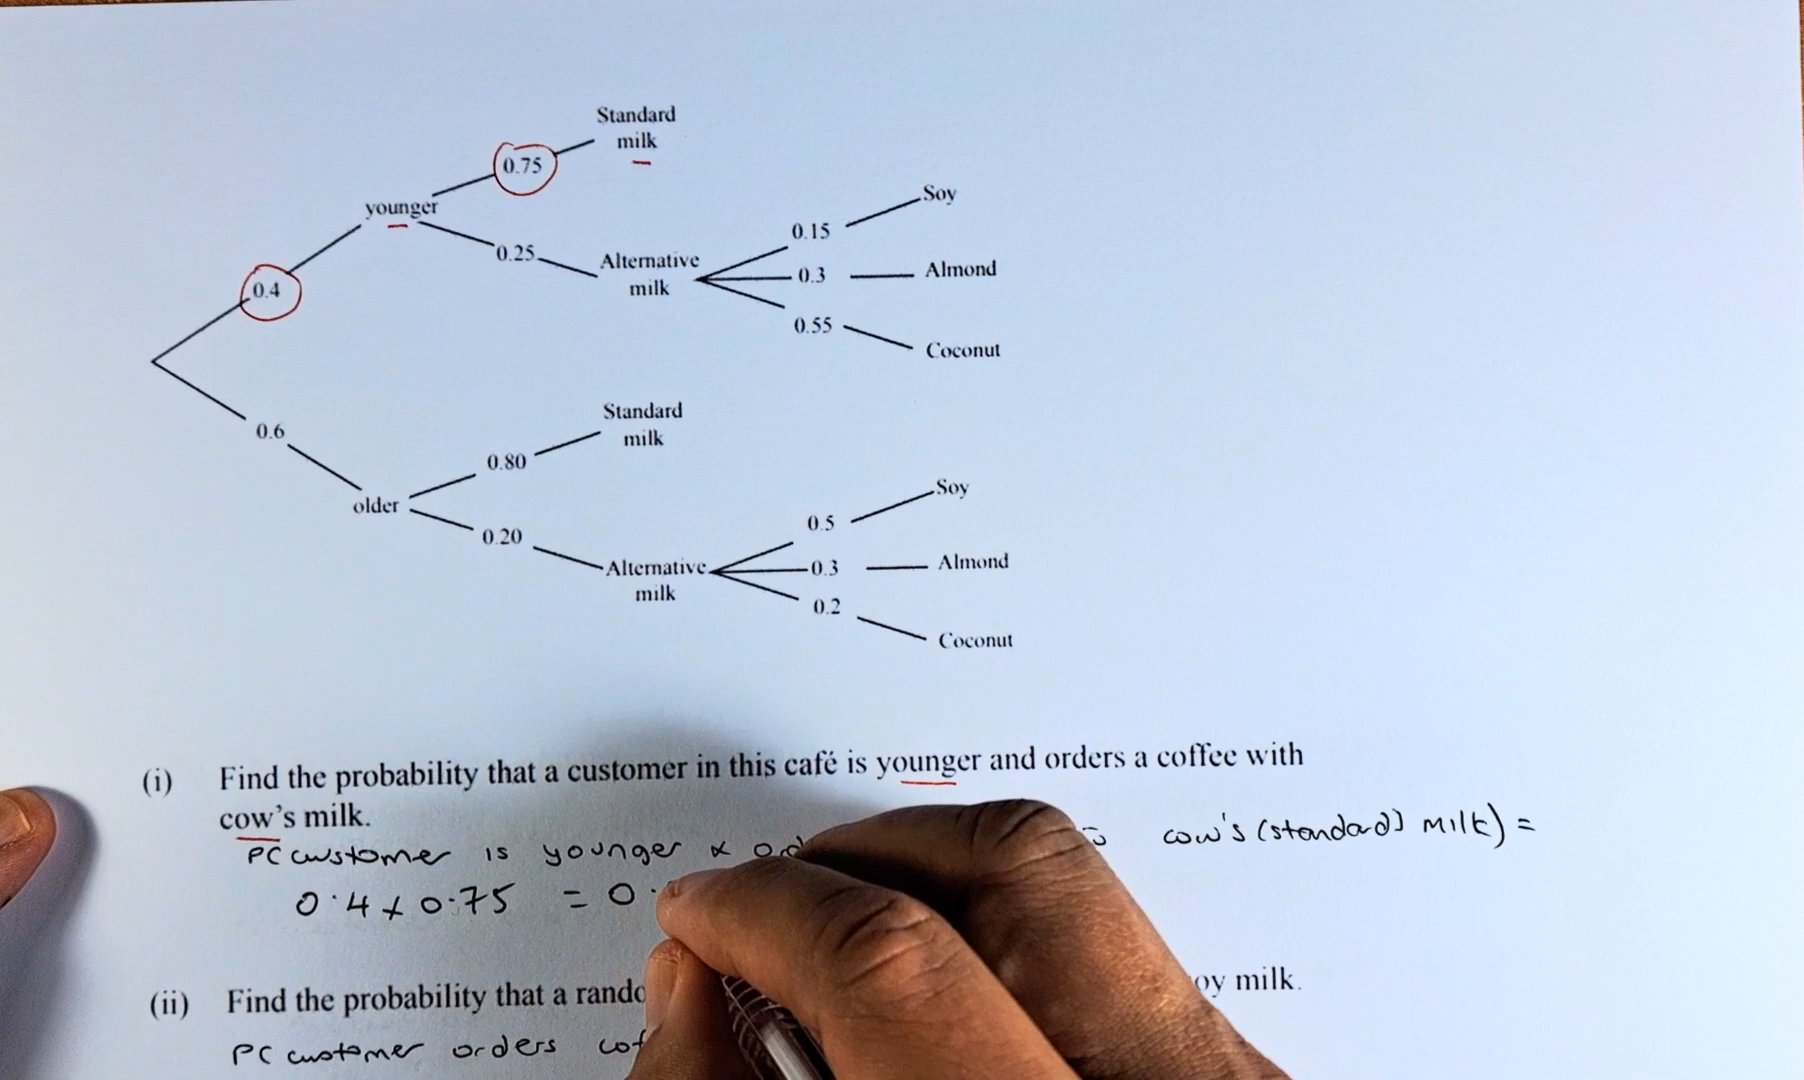 Standard
milk
0.75
younger
0.25
0.4
Alternative
milk
0.15
Soy
0.3
Almond
0.55
Coconut
0.6
older
0.80
Standard
milk
0.20
Alternative
milk
0.5
Soy
0.3
Almond
0.2
Coconut
(i) Find the probability that a customer in this café is younger and orders a coffee with
cow's milk.
P(customer is younger & cow's (standard) milk) =
0.4 x 0.75 = 0.
(ii) Find the probability that a milk.
P(customer orders